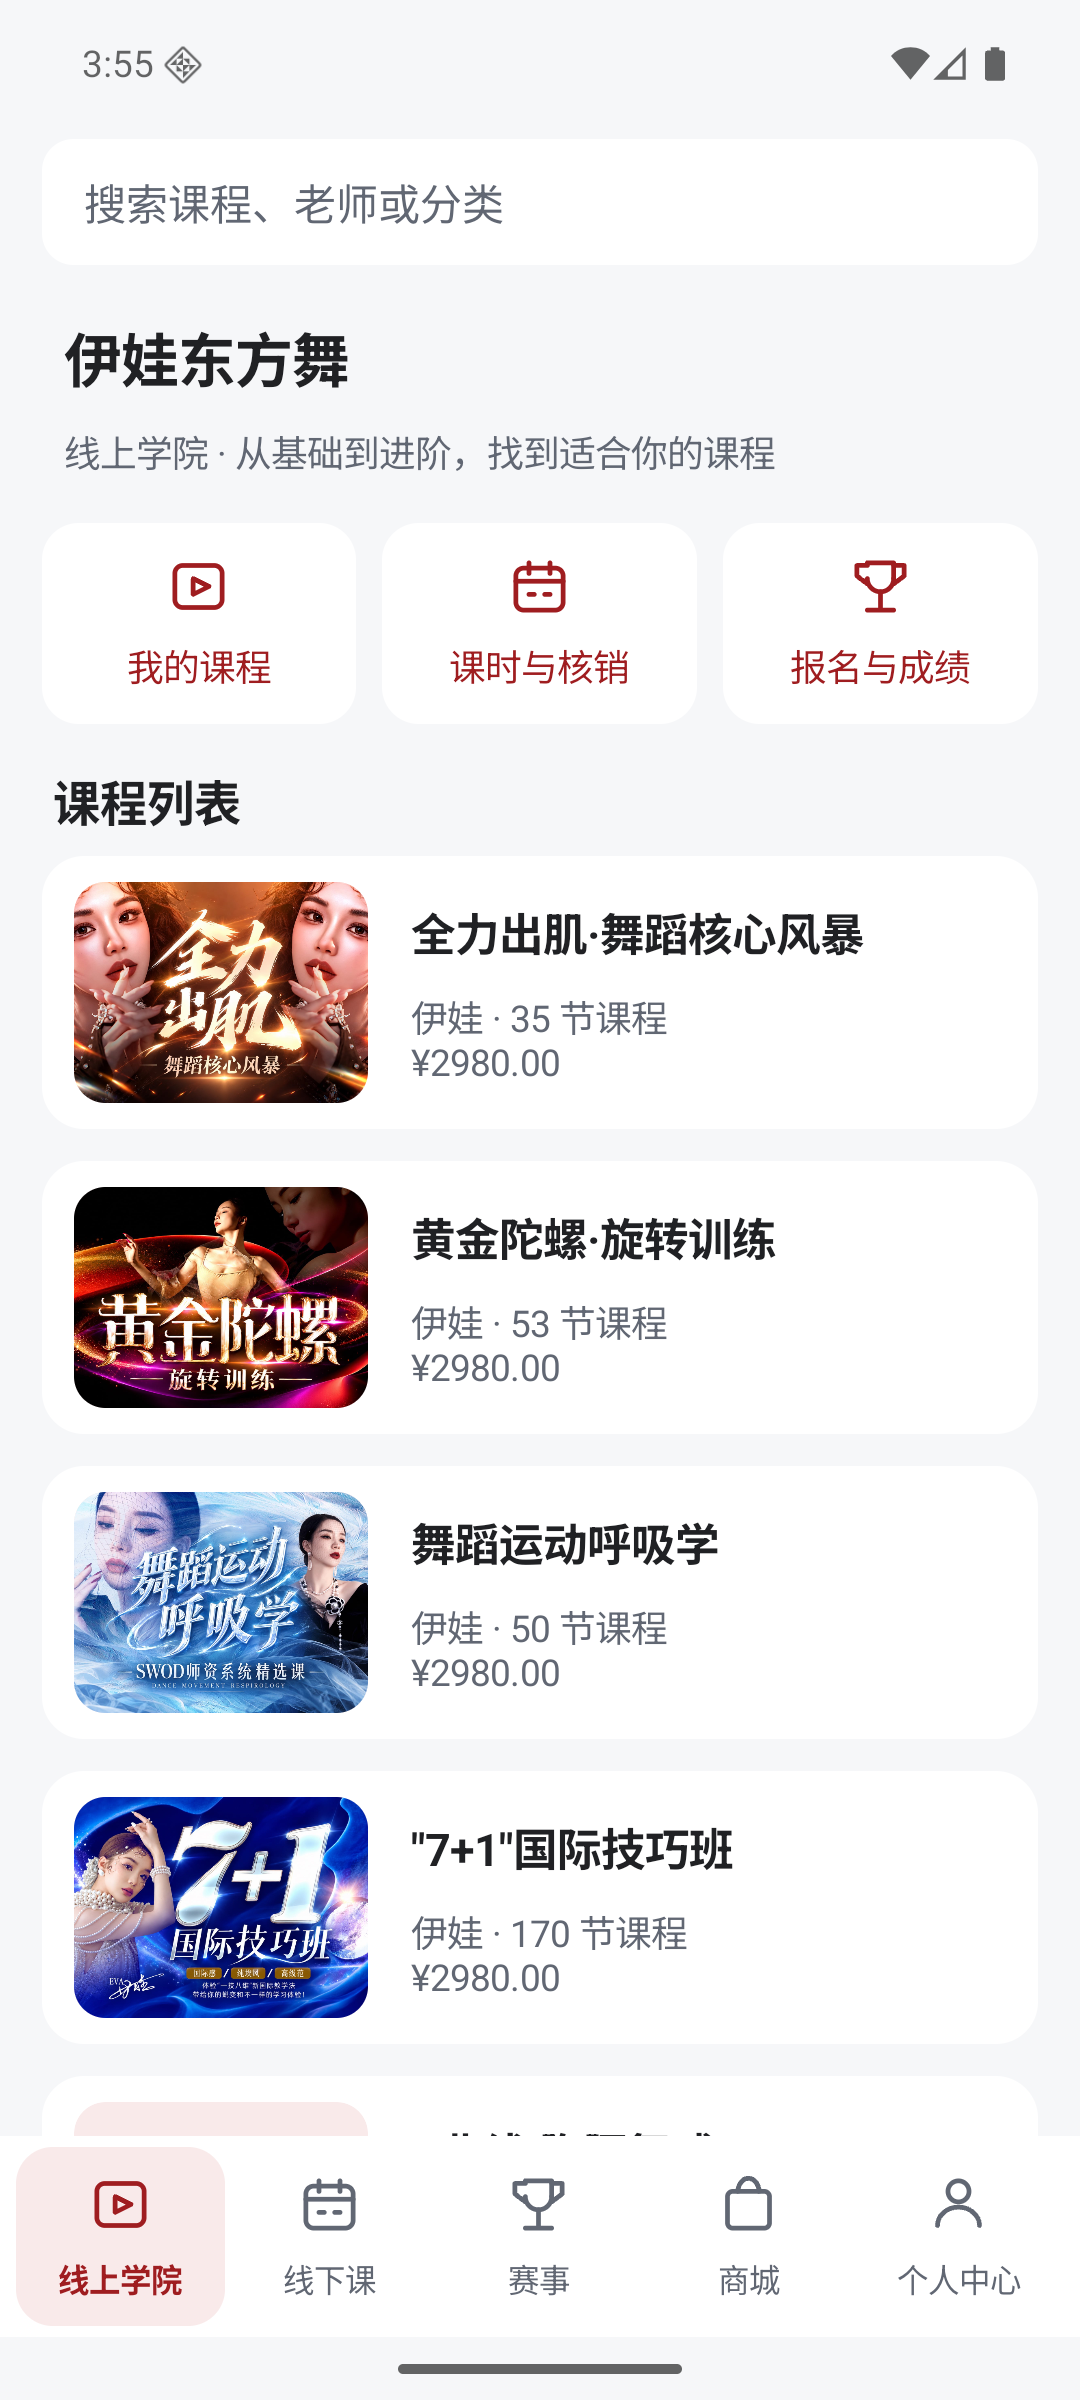 3:55
搜索课程、老师或分类
伊娃东方舞
线上学院 · 从基础到进阶，找到适合你的课程
我的课程
课时与核销
报名与成绩
课程列表
全力
出肌
舞蹈核心风暴
全力出肌·舞蹈核心风暴
伊娃 · 35 节课程
¥2980.00
黄金陀螺
旋转训练
黄金陀螺·旋转训练
伊娃 · 53 节课程
¥2980.00
舞蹈运动
呼吸学
SWOD师资系统精选课
DANCE MOVEMENT RESPIROLOGY
舞蹈运动呼吸学
伊娃 · 50 节课程
¥2980.00
7+1
国际技巧班
"7+1"国际技巧班
伊娃 · 170 节课程
¥2980.00
线上学院
线下课
赛事
商城
个人中心